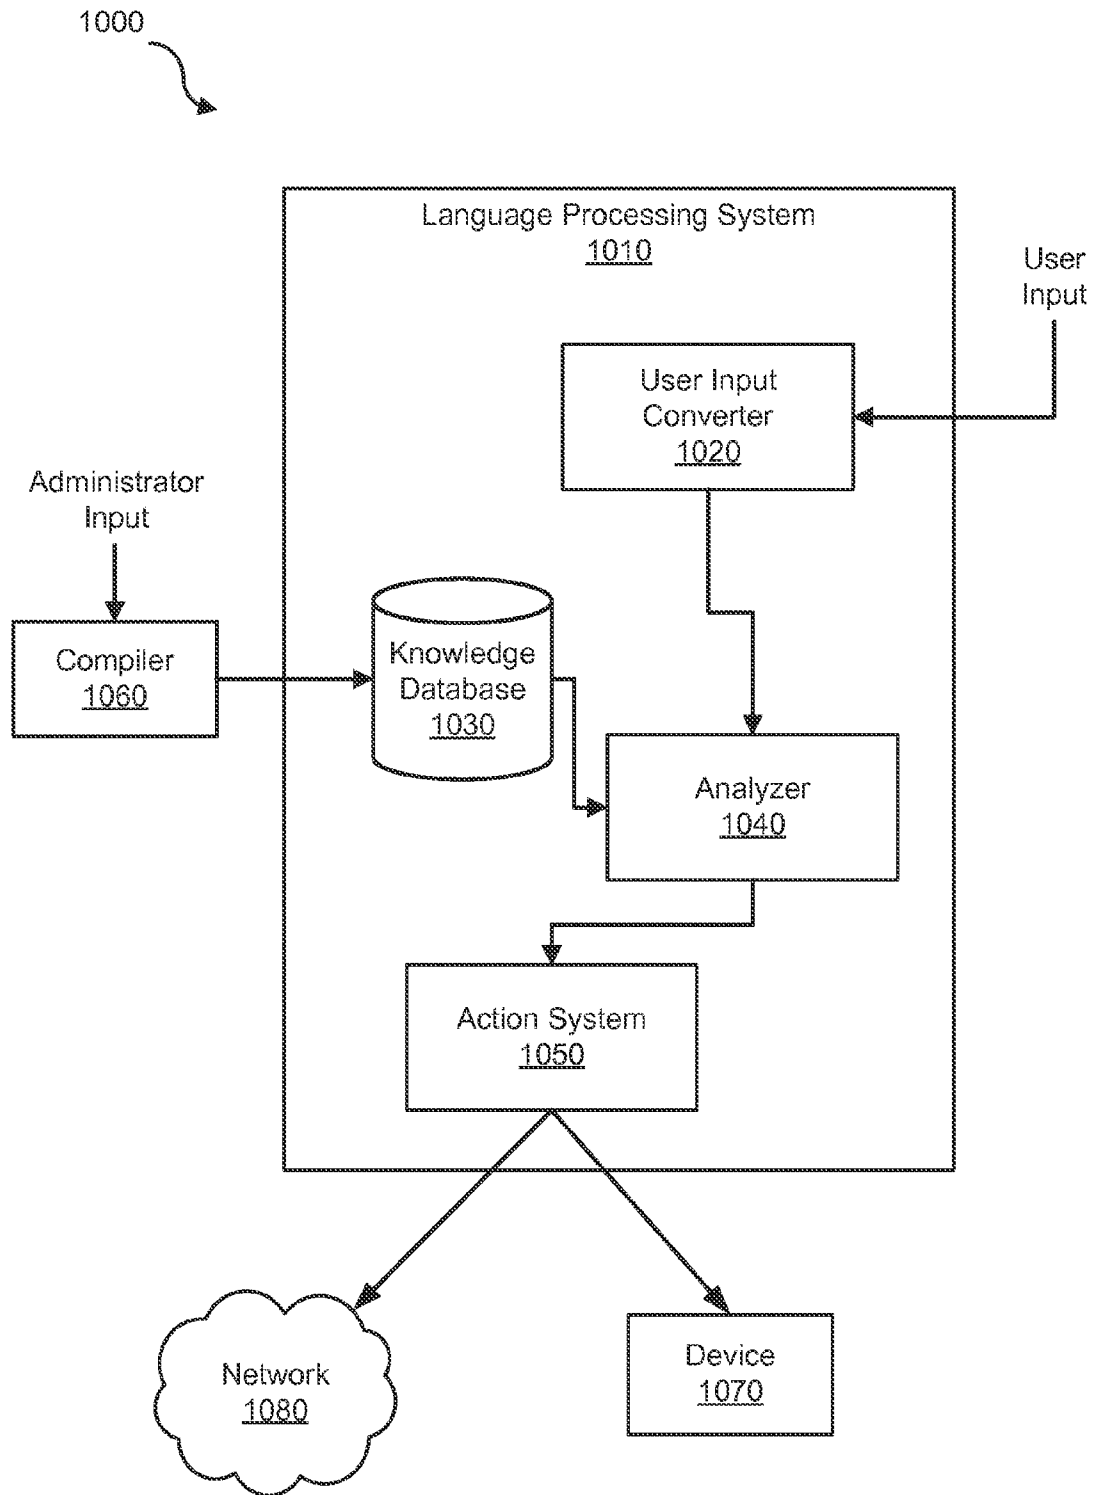 1000
Language Processing System
1010
User
Input
User Input
Converter
1020
Administrator
Input
Compiler
1060
Knowledge
Database
1030
Analyzer
1040
Action System
1050
Network
1080
Device
1070